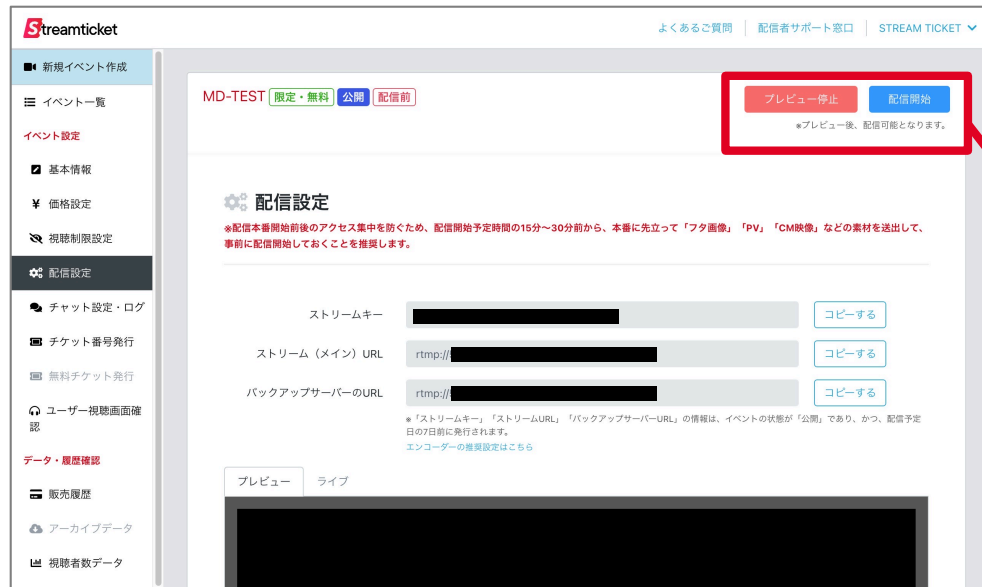 Streamticket
よくあるご質問
配信者サポート窓口
STREAM TICKET
新規イベント作成
イベント一覧
イベント設定
基本情報
価格設定
視聴制限設定
配信設定
チャット設定・ログ
チケット番号発行
無料チケット発行
ユーザー視聴画面確
認
データ・履歴確認
販売履歴
アーカイブデータ
視聴者数データ
MD-TEST 限定・無料 公開 配信前
プレビュー停止
配信開始
※プレビュー後、配信可能となります。
配信設定
※配信本番開始前後のアクセス集中を防ぐため、配信開始予定時間の15分〜30分前から、本番に先立って「フタ画像」「PV」「CM映像」などの素材を送出して、
事前に配信開始しておくことを推奨します。
ストリームキー
コピーする
ストリーム（メイン）URL
rtmp://
コピーする
バックアップサーバーのURL
rtmp://
コピーする
※「ストリームキー」「ストリームURL」「バックアップサーバーURL」の情報は、イベントの状態が「公開」であり、かつ、配信予定
日の7日前に発行されます。
エンコーダーの推奨設定はこちら
プレビュー
ライブ